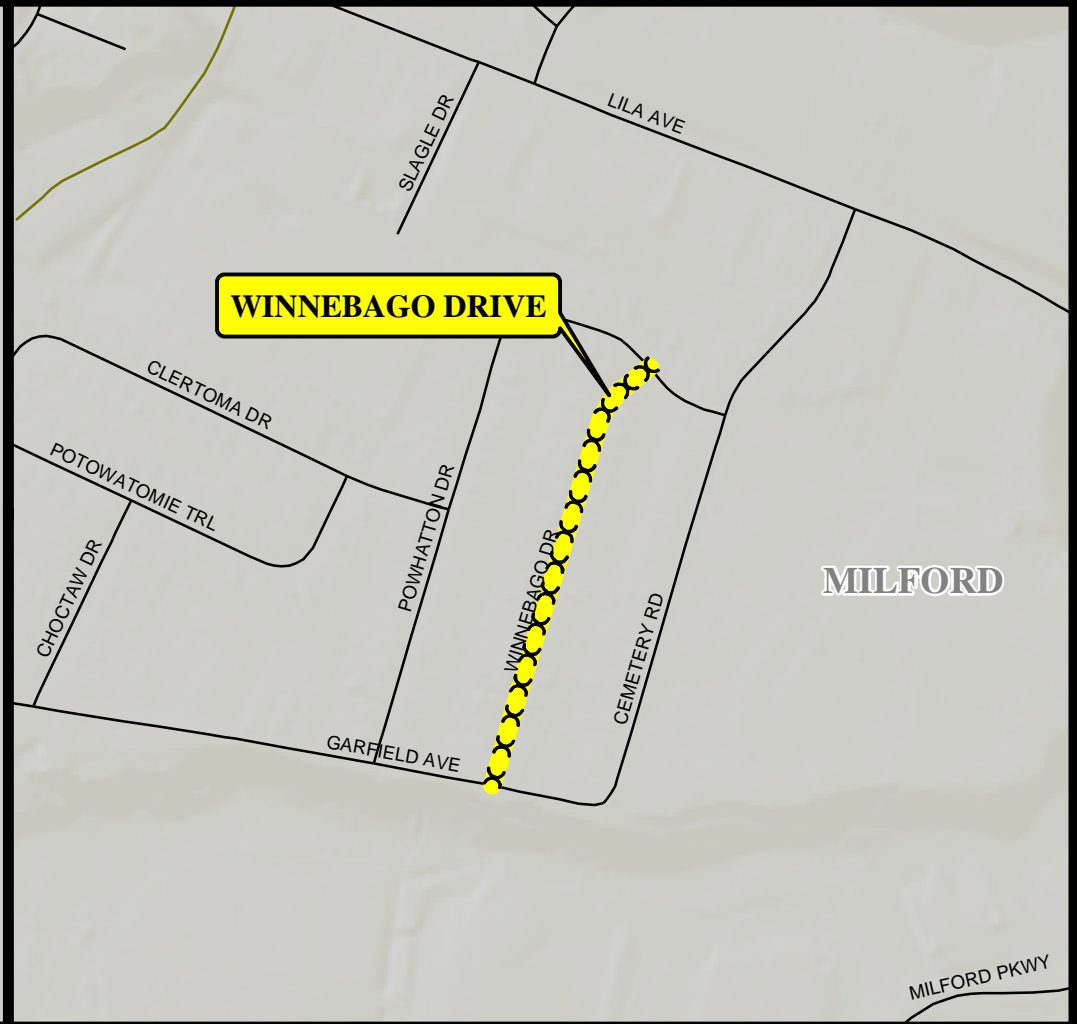 LILA AVE
SLAGLE DR
WINNEBAGO DRIVE
CLERTOMA DR
POTOWATOMIE TRL
POWHATTON DR
CHOCTAW DR
WINNEBAGO DR
MILFORD
CEMETERY RD
GARFIELD AVE
MILFORD PKWY